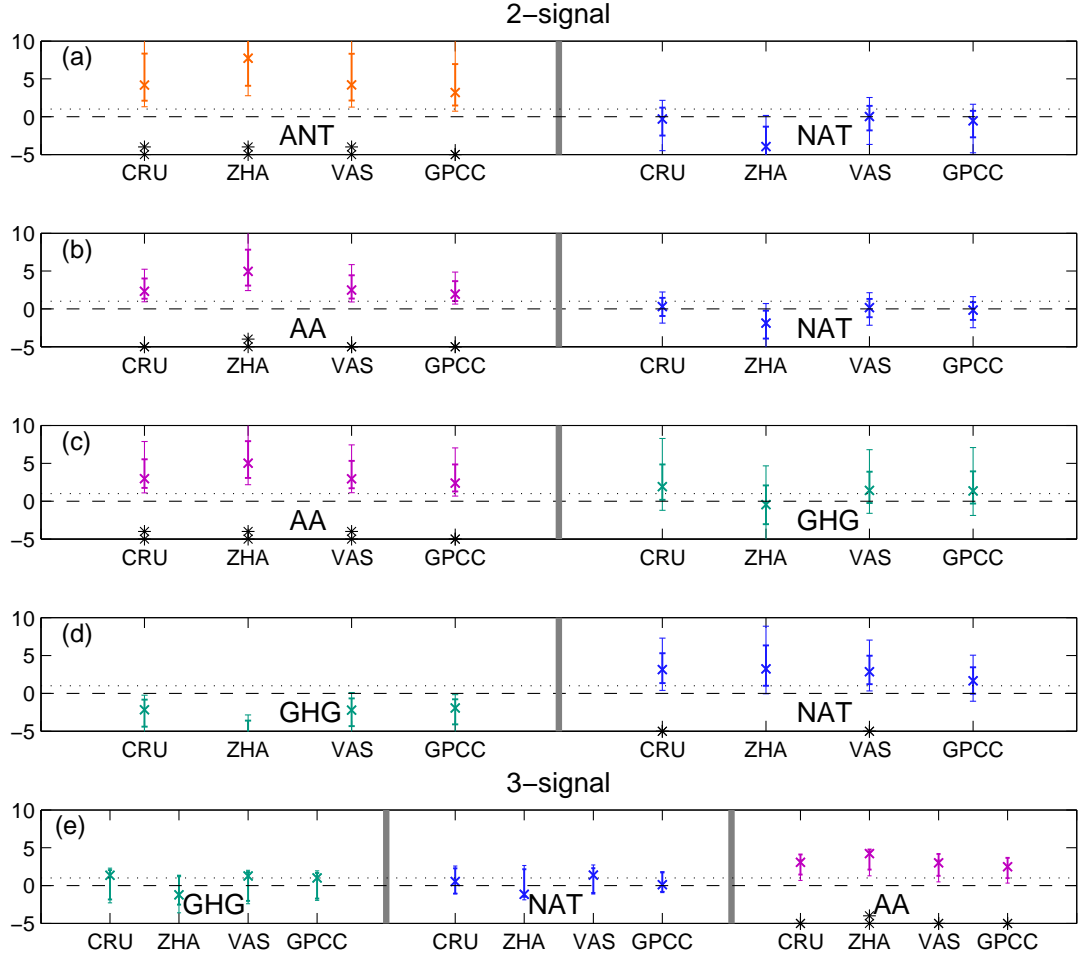 2−signal
(a)
10
5
0
−5
ANT
NAT
CRU ZHA VAS GPCC CRU ZHA VAS GPCC
(b)
10
5
0
−5
AA
NAT
CRU ZHA VAS GPCC CRU ZHA VAS GPCC
(c)
10
5
0
−5
AA
GHG
CRU ZHA VAS GPCC CRU ZHA VAS GPCC
(d)
10
5
0
−5
GHG
NAT
CRU ZHA VAS GPCC CRU ZHA VAS GPCC
3−signal
(e)
10
5
0
−5
GHG
NAT
AA
CRU ZHA VAS GPCC CRU ZHA VAS GPCC CRU ZHA VAS GPCC